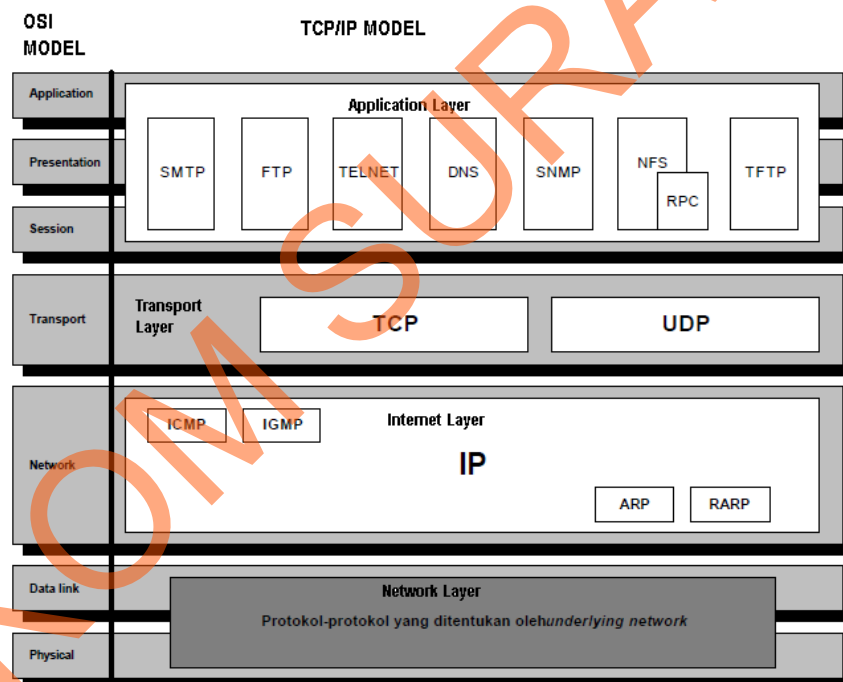 OSI
MODEL
TCP/IP MODEL
Application
Application Layer
Presentation
SMTP
FTP
TELNET
DNS
SNMP
NFS
RPC
TFTP
Session
Transport
Transport
Layer
TCP
UDP
ICMP
IGMP
Internet Layer
Network
IP
ARP
RARP
Data link
Network Layer
Protokol-protokol yang ditentukan olehunderlying network
Physical
OM SURA